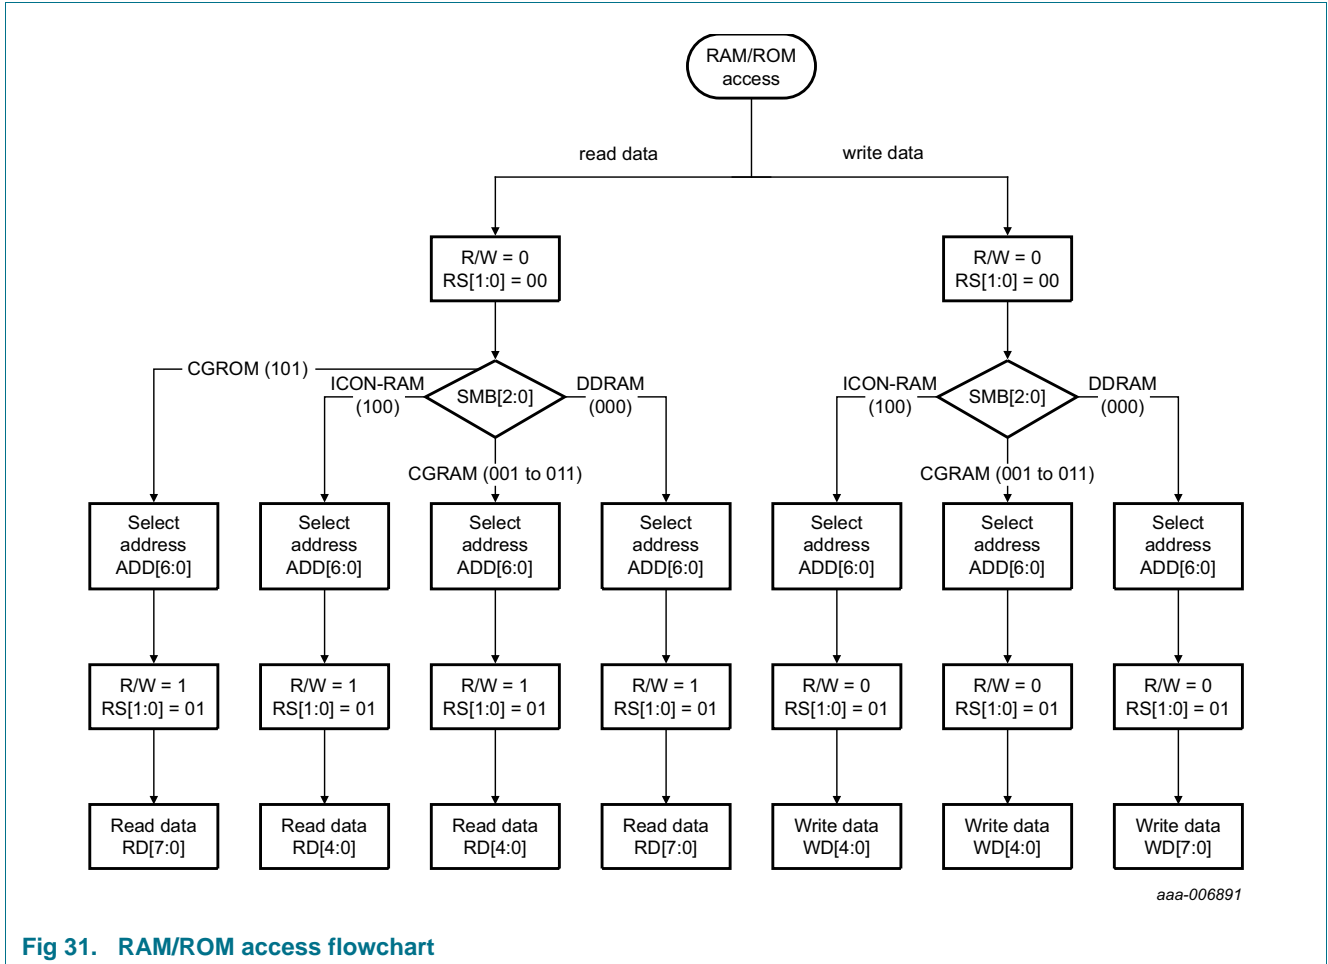 RAM/ROM
access
read data
write data
R/W = 0
RS[1:0] = 00
R/W = 0
RS[1:0] = 00
CGROM (101)
ICON-RAM
(100)
SMB[2:0]
DDRAM
(000)
CGRAM (001 to 011)
ICON-RAM
(100)
SMB[2:0]
DDRAM
(000)
CGRAM (001 to 011)
Select
address
ADD[6:0]
Select
address
ADD[6:0]
Select
address
ADD[6:0]
Select
address
ADD[6:0]
Select
address
ADD[6:0]
Select
address
ADD[6:0]
Select
address
ADD[6:0]
R/W = 1
RS[1:0] = 01
R/W = 1
RS[1:0] = 01
R/W = 1
RS[1:0] = 01
R/W = 1
RS[1:0] = 01
R/W = 0
RS[1:0] = 01
R/W = 0
RS[1:0] = 01
R/W = 0
RS[1:0] = 01
Read data
RD[7:0]
Read data
RD[4:0]
Read data
RD[4:0]
Read data
RD[7:0]
Write data
WD[4:0]
Write data
WD[4:0]
Write data
WD[7:0]
aaa-006891
Fig 31. RAM/ROM access flowchart